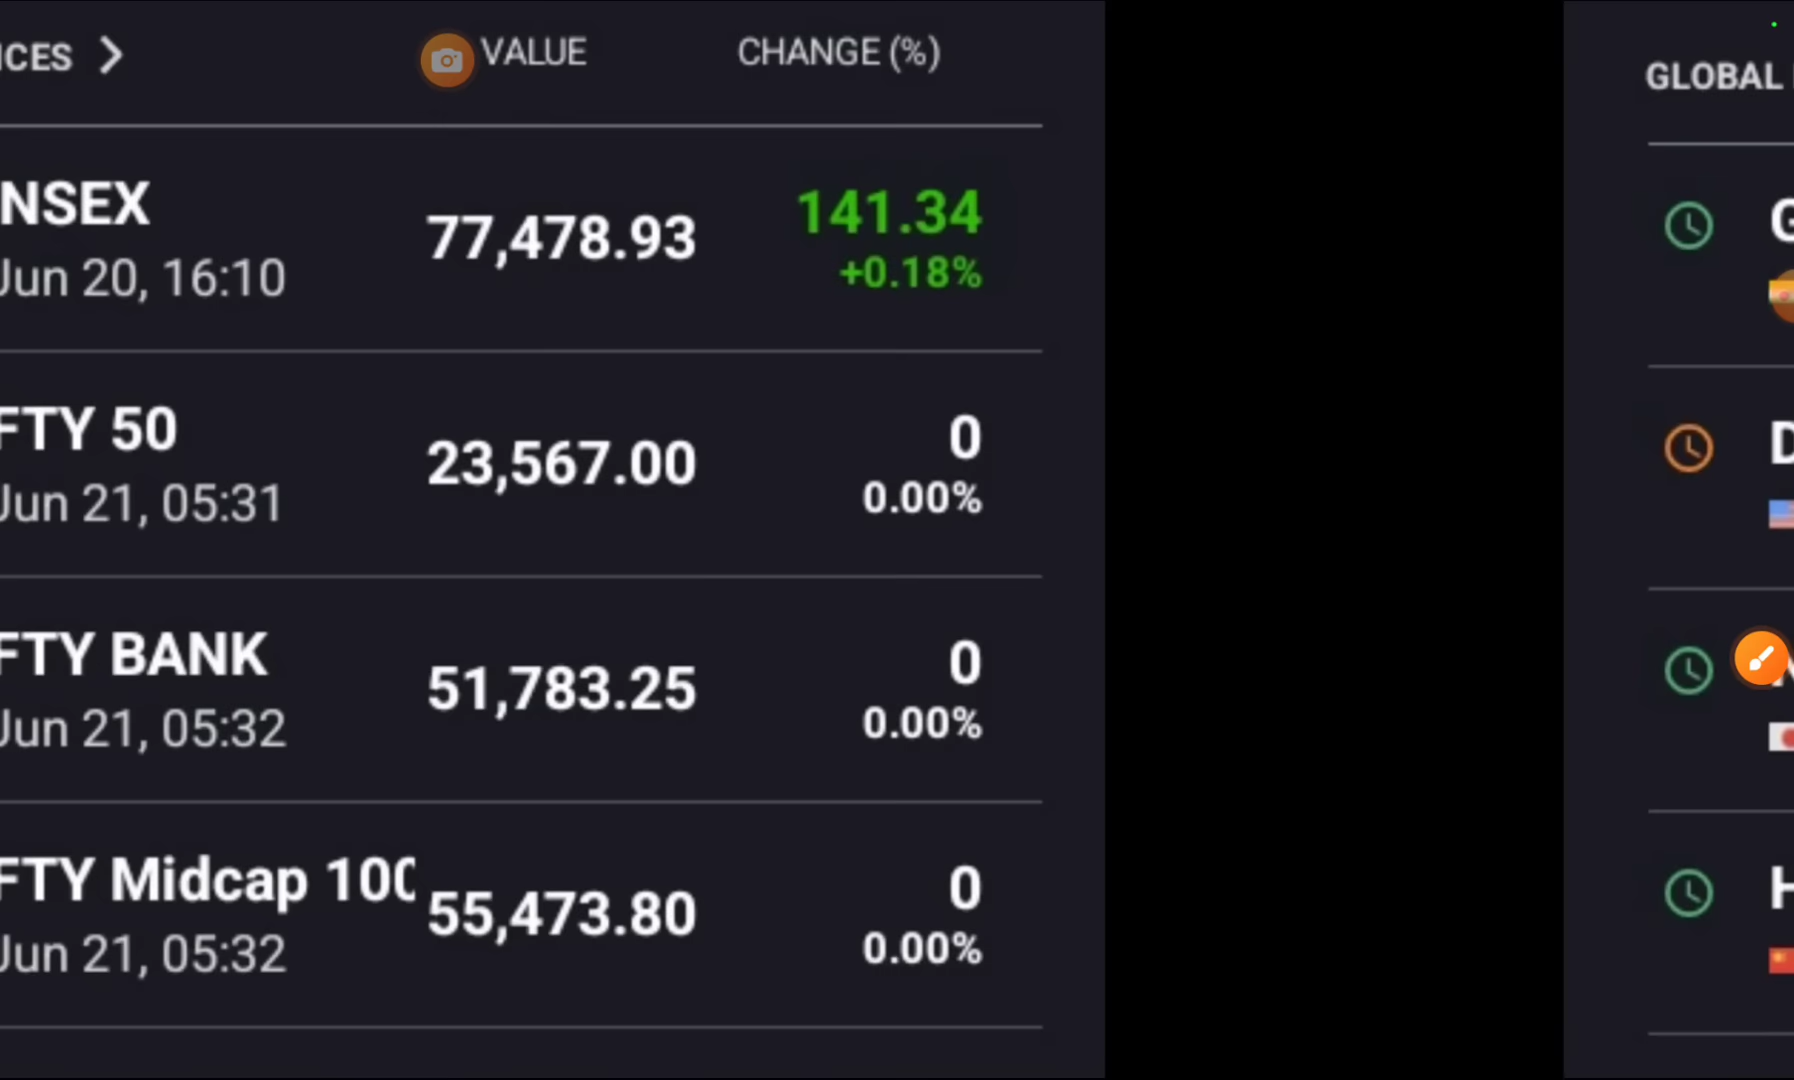 ICES
VALUE
CHANGE (%)
NSEX
Jun 20, 16:10
77,478.93
141.34
+0.18%
FTY 50
Jun 21, 05:31
23,567.00
0
0.00%
FTY BANK
Jun 21, 05:32
51,783.25
0
0.00%
FTY Midcap 100
Jun 21, 05:32
55,473.80
0
0.00%
GLOBAL
G
D
H